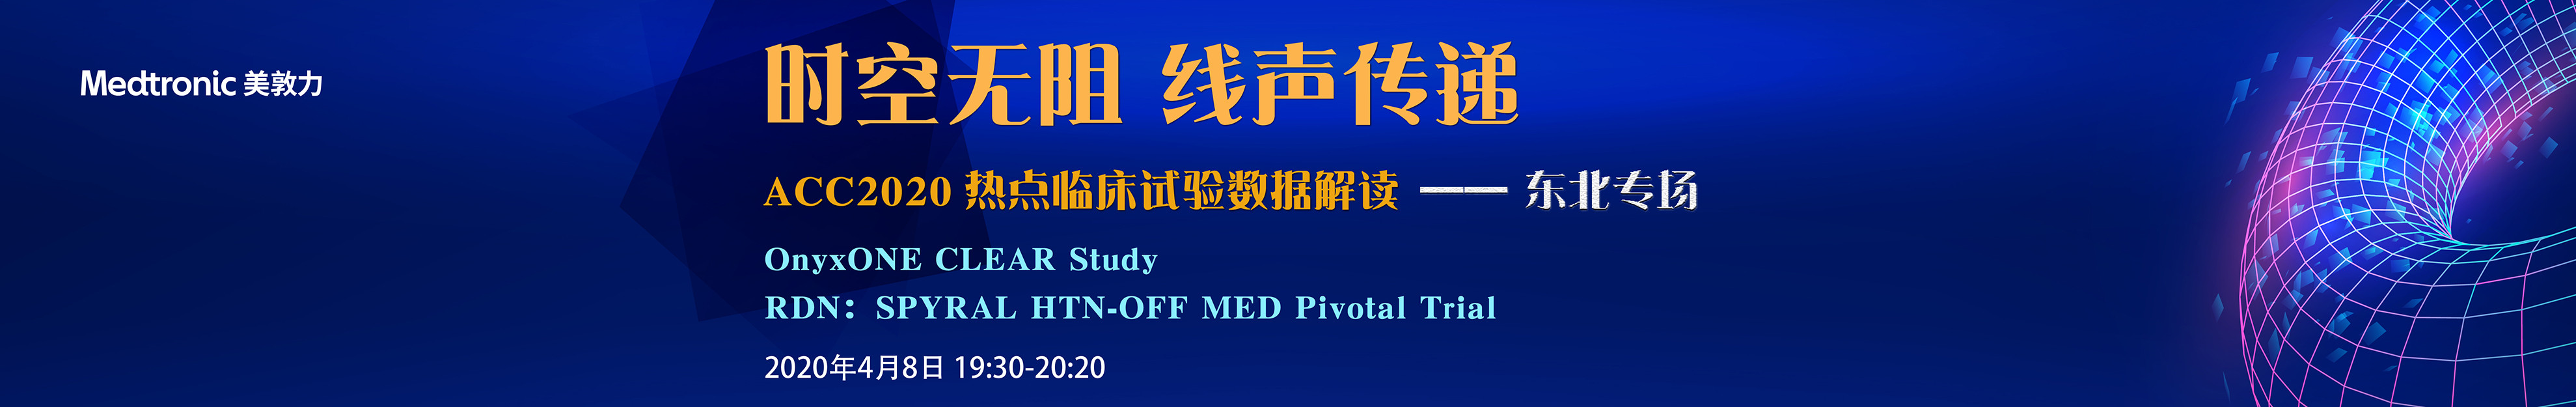 Medtronic 美敦力
时空无阻 线声传递
ACC2020 热点临床试验数据解读 —— 东北专场
OnyxONE CLEAR Study
RDN：SPYRAL HTN-OFF MED Pivotal Trial
2020年4月8日 19:30-20:20